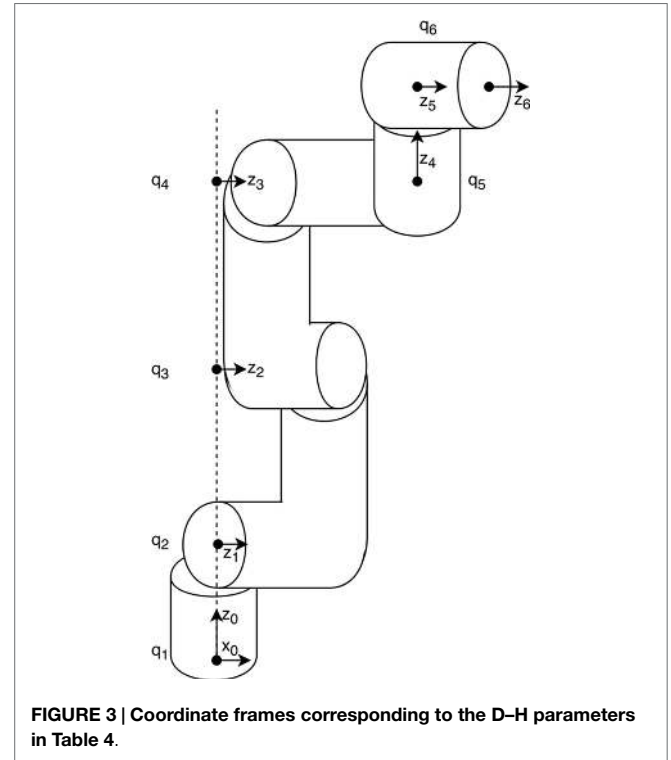 q₆
z₅
z₆
z₄
q₄
z₃
q₅
q₃
z₂
q₂
z₁
z₀
q₁
x₀
FIGURE 3 | Coordinate frames corresponding to the D–H parameters
in Table 4.